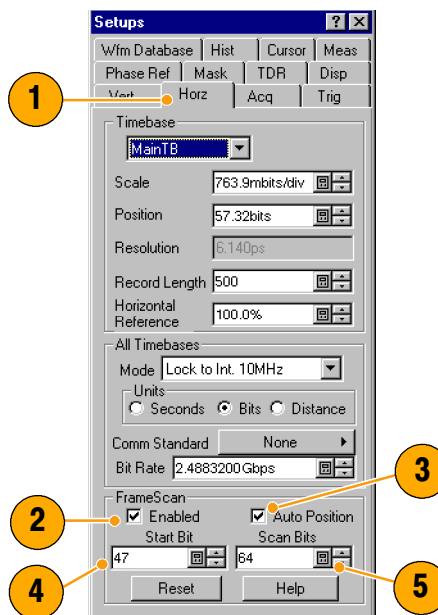 Setups
Wfm Database Hist Cursor Meas
Phase Ref Mask TDR Disp
Vert Horz Acq Trig
1
Timebase
MainTB
Scale 763.9mbits/div
Position 57.32bits
Resolution 6.140ps
Record Length 500
Horizontal
Reference 100.0%
All Timebases
Mode Lock to Int. 10MHz
Units
Seconds Bits Distance
Comm Standard None
Bit Rate 2.4883200Gbps
3
FrameScan
2 Enabled Auto Position
Start Bit Scan Bits
4 47 64 5
Reset Help